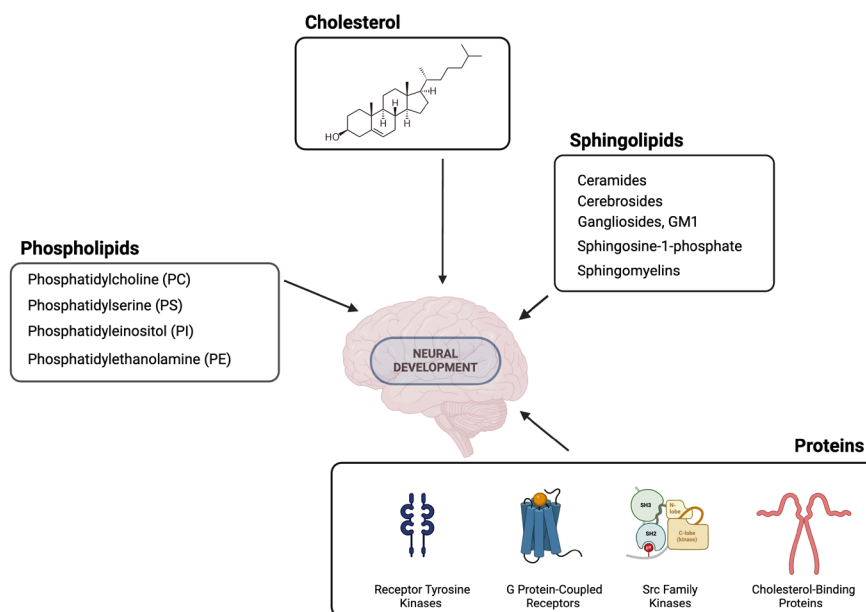 Cholesterol
HO
H
H
H
H
Sphingolipids
Ceramides
Cerebrosides
Gangliosides, GM1
Sphingosine-1-phosphate
Sphingomyelins
Phospholipids
Phosphatidylcholine (PC)
Phosphatidylserine (PS)
Phosphatidyleinositol (PI)
Phosphatidylethanolamine (PE)
NEURAL
DEVELOPMENT
Proteins
SH3
N-
lobe
SH2
C-lobe
(kinase)
Receptor Tyrosine
Kinases
G Protein-Coupled
Receptors
Src Family
Kinases
Cholesterol-Binding
Proteins